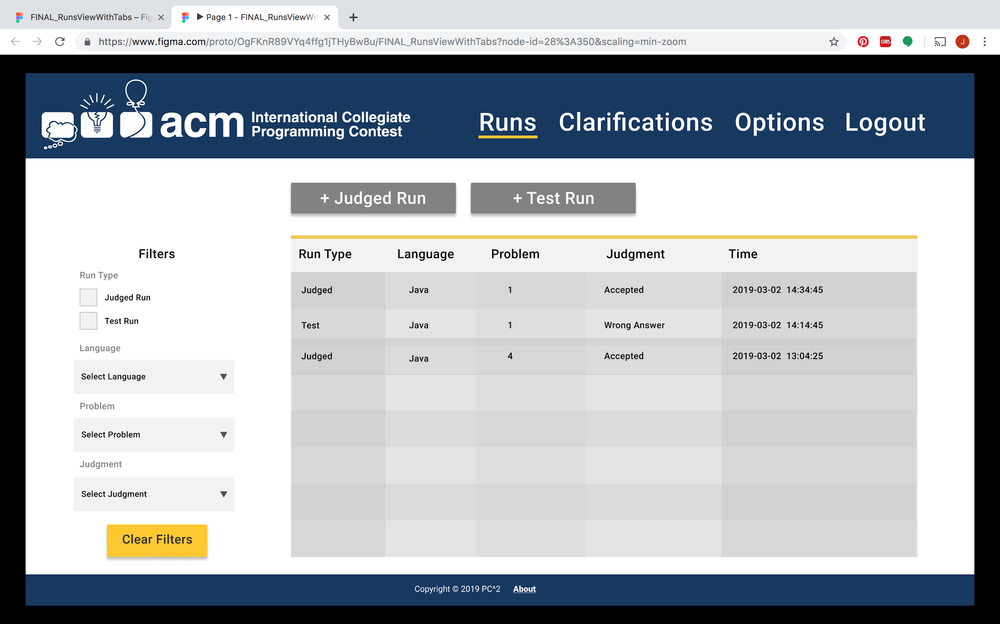 FINAL_RunsViewWithTabs – Fig
Page 1 - FINAL_RunsViewWit
https://www.figma.com/proto/OgFKnR89VYq4ffg1jTHyBw8u/FINAL_RunsViewWithTabs?node-id=28%3A350&scaling=min-zoom
CORS
J
acm International Collegiate
Programming Contest
Runs Clarifications Options Logout
+ Judged Run + Test Run
Filters
Run Type
Judged Run
Test Run
Language
Select Language
Problem
Select Problem
Judgment
Select Judgment
Clear Filters
Run Type Language Problem Judgment Time
Judged Java 1 Accepted 2019-03-02 14:34:45
Test Java 1 Wrong Answer 2019-03-02 14:14:45
Judged Java 4 Accepted 2019-03-02 13:04:25
Copyright © 2019 PC^2 About